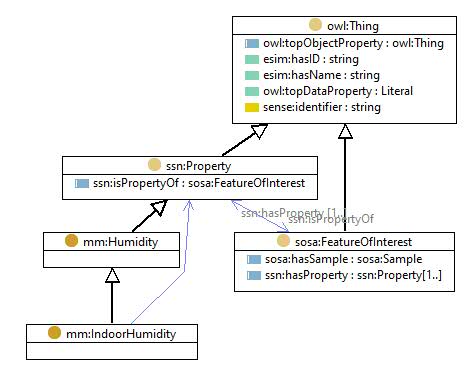 owl:Thing
owl:topObjectProperty : owl:Thing
esim:hasID : string
esim:hasName : string
owl:topDataProperty : Literal
sense:identifier : string
ssn:Property
ssn:isPropertyOf : sosa:FeatureOfInterest
ssn:hasProperty [1..]
ssn:isPropertyOf
mm:Humidity
sosa:FeatureOfInterest
sosa:hasSample : sosa:Sample
ssn:hasProperty : ssn:Property[1..]
mm:IndoorHumidity